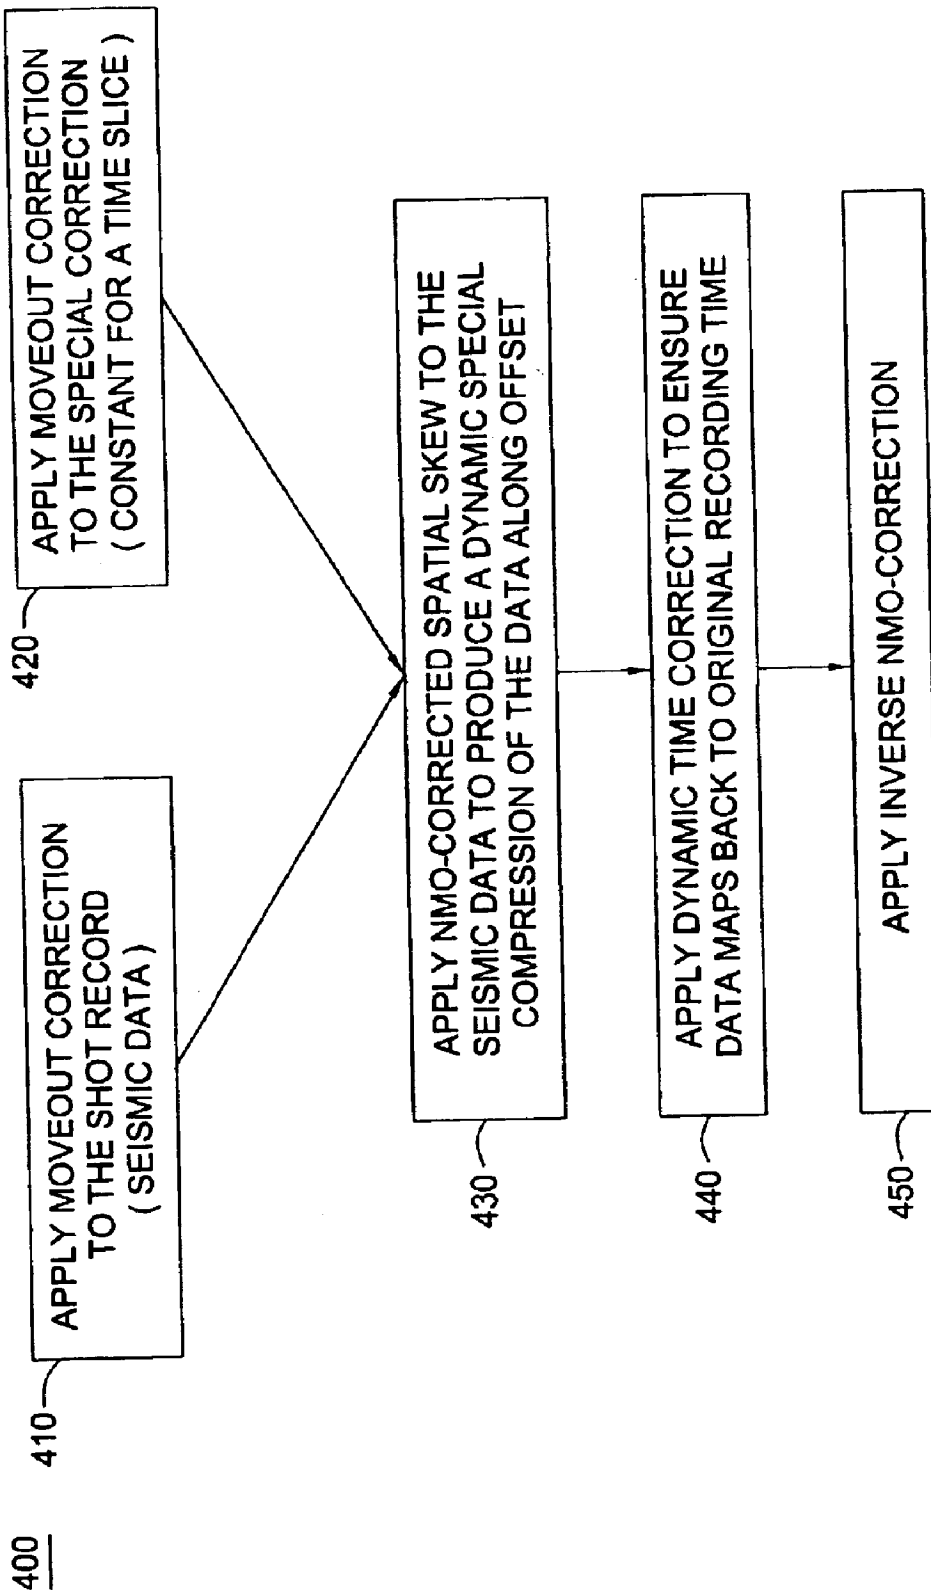 400
410
APPLY MOVEOUT CORRECTION
TO THE SHOT RECORD
( SEISMIC DATA )
420
APPLY MOVEOUT CORRECTION
TO THE SPECIAL CORRECTION
( CONSTANT FOR A TIME SLICE )
430
APPLY NMO-CORRECTED SPATIAL SKEW TO THE
SEISMIC DATA TO PRODUCE A DYNAMIC SPECIAL
COMPRESSION OF THE DATA ALONG OFFSET
440
APPLY DYNAMIC TIME CORRECTION TO ENSURE
DATA MAPS BACK TO ORIGINAL RECORDING TIME
450
APPLY INVERSE NMO-CORRECTION